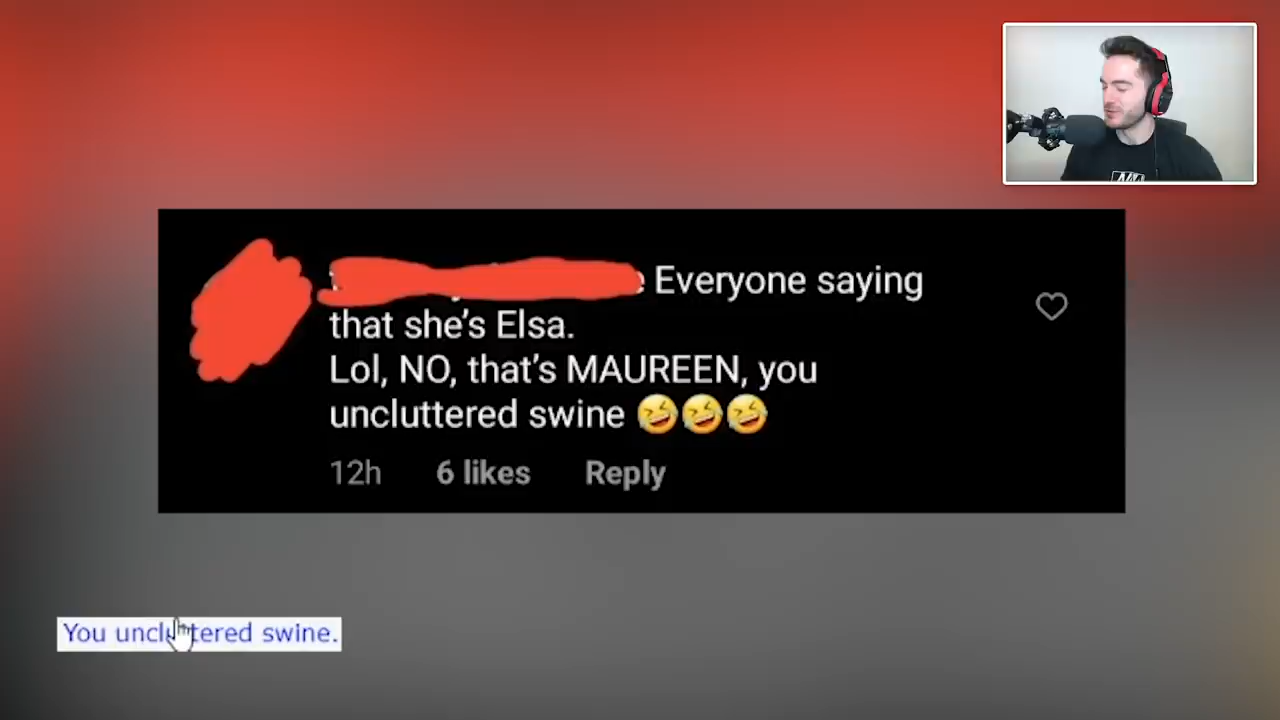 Everyone saying
that she's Elsa.
Lol, NO, that's MAUREEN, you
uncluttered swine 🤣🤣🤣
12h 6 likes Reply
You uncluttered swine.